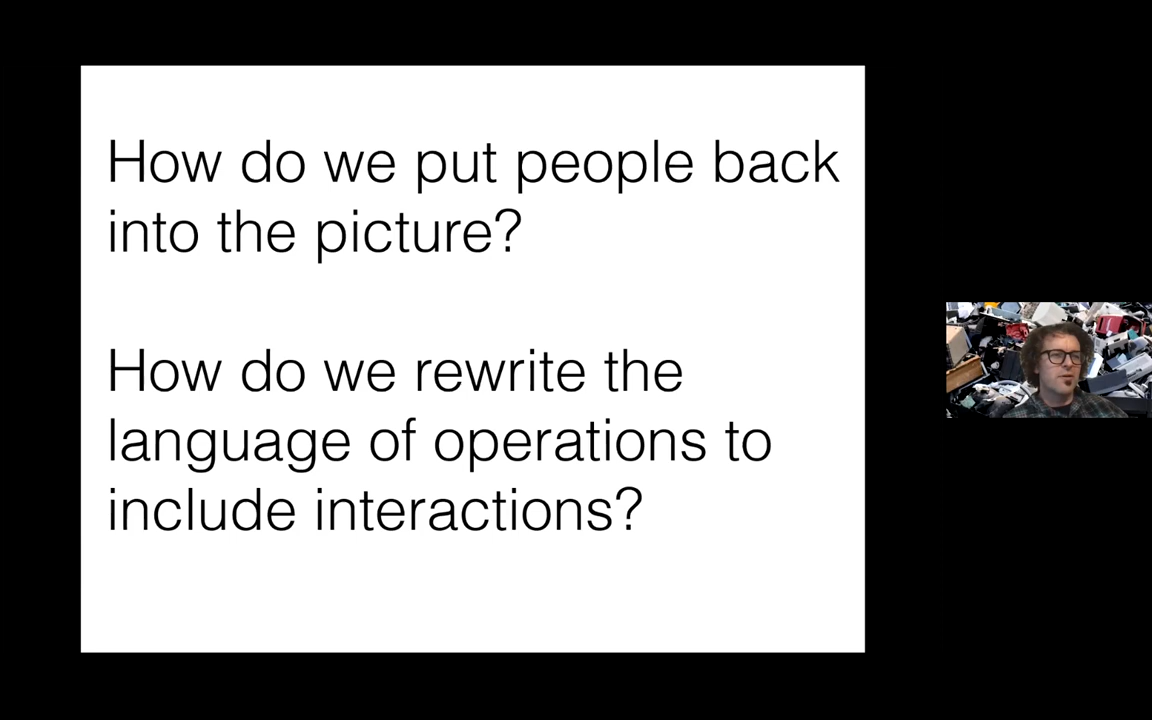 How do we put people back
into the picture?
How do we rewrite the
language of operations to
include interactions?